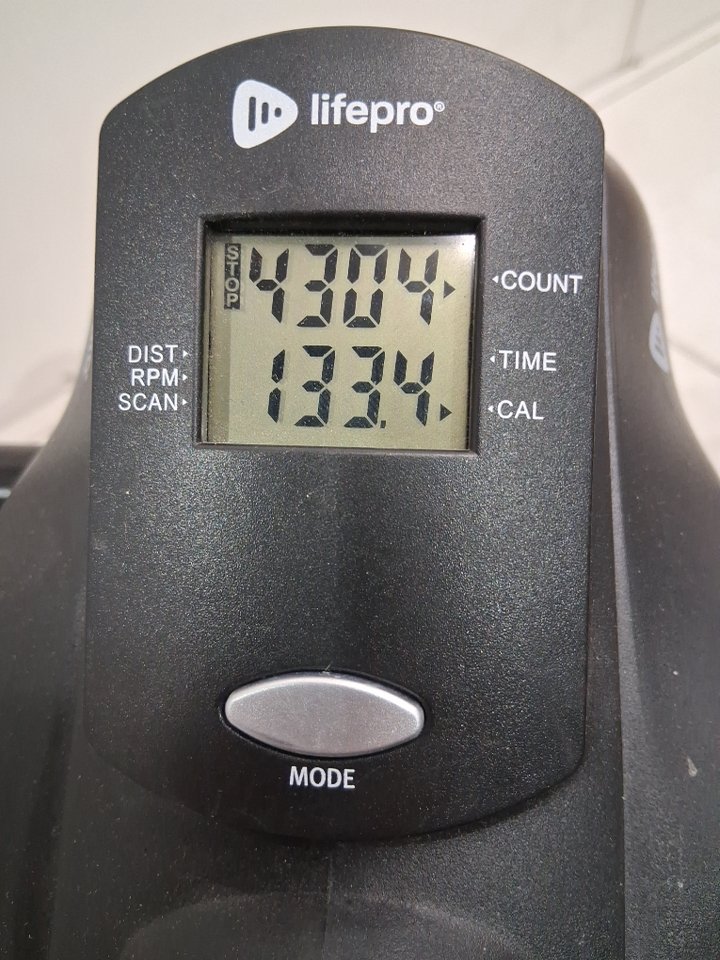 lifepro®
STOP
4304
COUNT
DIST
TIME
RPM
133.4
SCAN
CAL
MODE